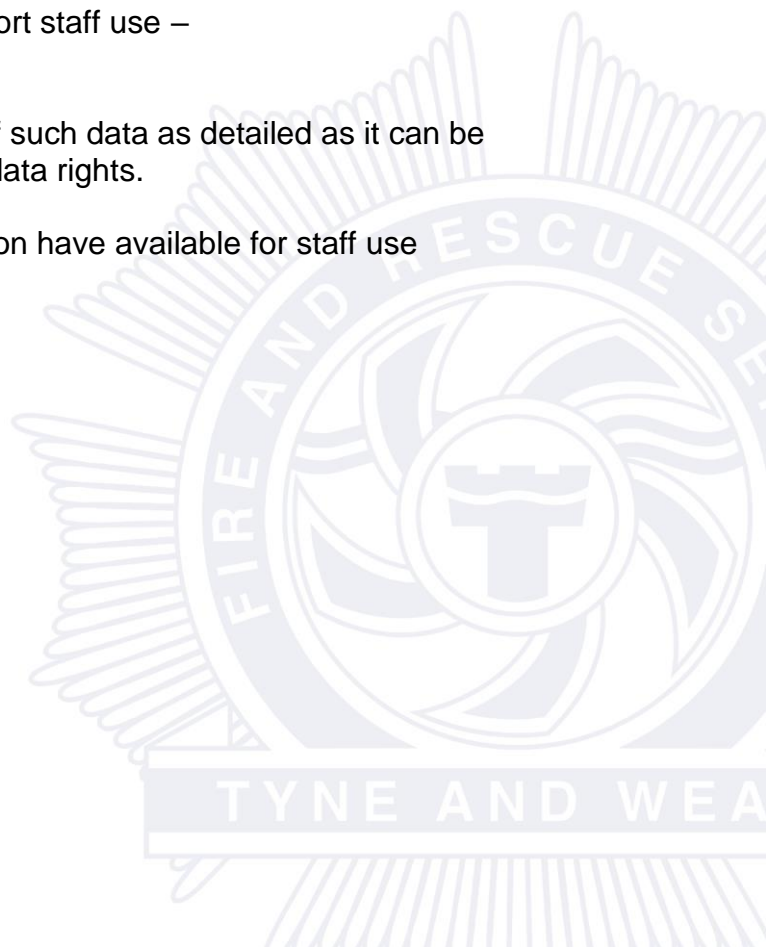 ort staff use –
such data as detailed as it can be
lata rights.
on have available for staff use
FIRE AND RESCUE SE
TYNE AND WEA